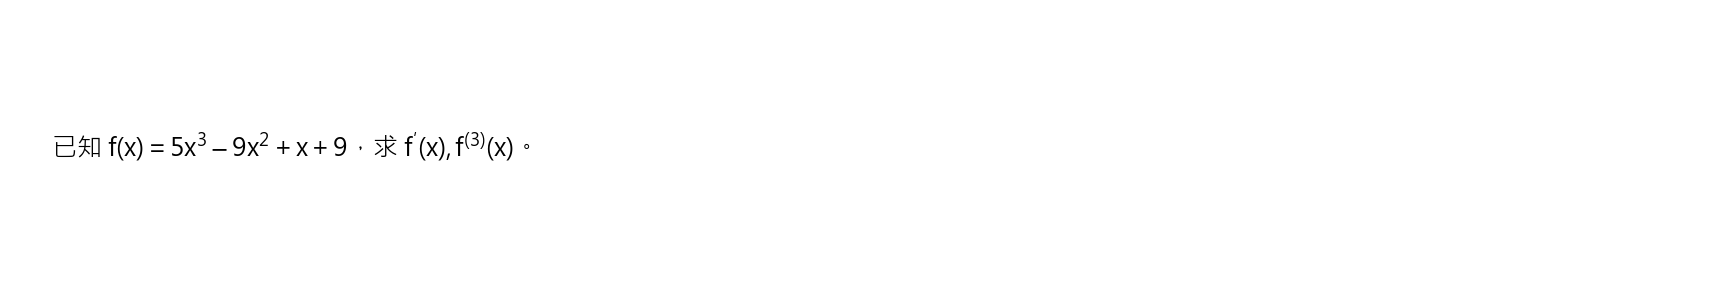 已知 f(x) = 5x³ − 9x² + x + 9，求 f′(x), f⁽³⁾(x)。